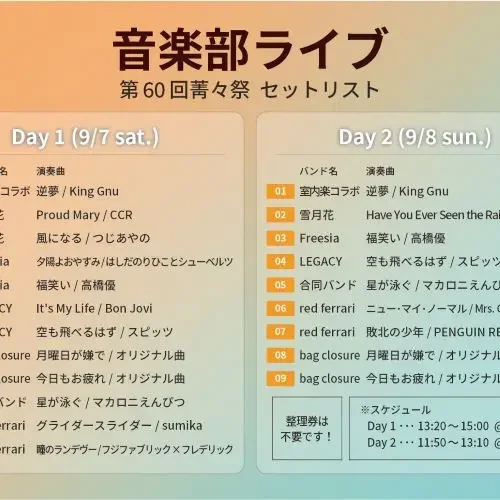 音楽部ライブ
第60回菁々祭 セットリスト
Day 1 (9/7 sat.)
名 演奏曲
コラボ 逆夢 / King Gnu
花 Proud Mary / CCR
花 風になる / つじあやの
sia 夕陽よおやすみ / はしだのりひことシューベルツ
sia 福笑い / 高橋優
CY It's My Life / Bon Jovi
CY 空も飛べるはず / スピッツ
closure 月曜日が嫌で / オリジナル曲
closure 今日もお疲れ / オリジナル曲
バンド 星が泳ぐ / マカロニえんぴつ
errari グライダースライダー / sumika
errari 瞳のランデヴー / フジファブリック×フレデリック
Day 2 (9/8 sun.)
バンド名 演奏曲
01 室内楽コラボ 逆夢 / King Gnu
02 雪月花 Have You Ever Seen the Rai
03 Freesia 福笑い / 高橋優
04 LEGACY 空も飛べるはず / スピッツ
05 合同バンド 星が泳ぐ / マカロニえんぴ
06 red ferrari ニュー・マイ・ノーマル / Mrs. G
07 red ferrari 敗北の少年 / PENGUIN RE
08 bag closure 月曜日が嫌で / オリジナル
09 bag closure 今日もお疲れ / オリジナル
整理券は
不要です！
※スケジュール
Day 1 ･･･ 13:20～15:00 @
Day 2 ･･･ 11:50～13:10 @